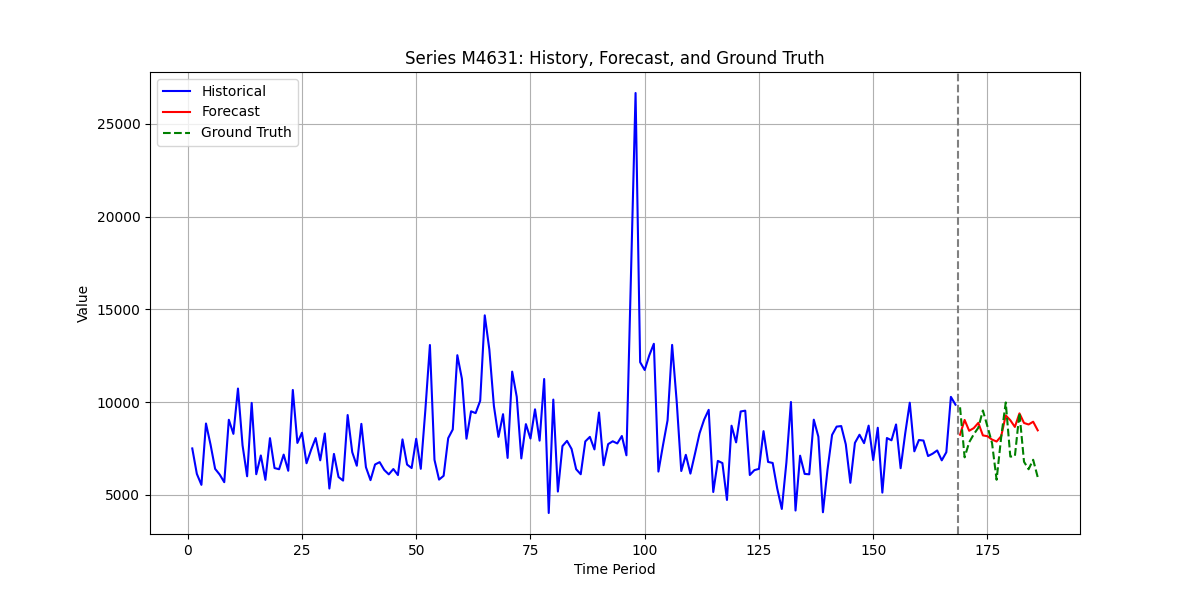 Series M4631: History, Forecast, and Ground Truth
Historical
Forecast
Ground Truth
Value
25000
20000
15000
10000
5000
0 25 50 75 100 125 150 175
Time Period